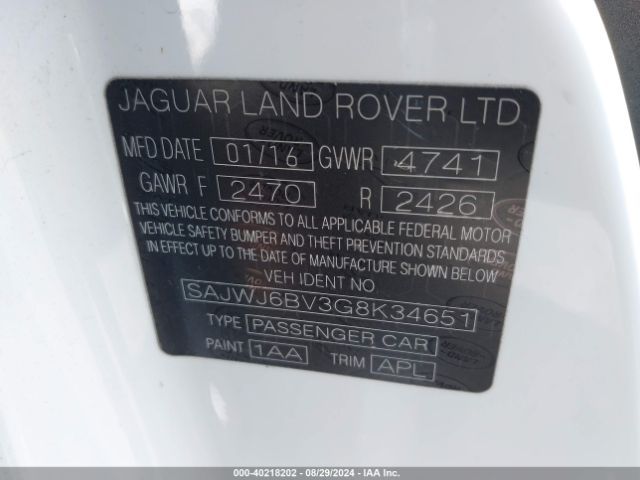 JAGUAR LAND ROVER LTD
MFD DATE 01/16 GVWR 4741
GAWR F 2470 R 2426
THIS VEHICLE CONFORMS TO ALL APPLICABLE FEDERAL MOTOR
VEHICLE SAFETY BUMPER AND THEFT PREVENTION STANDARDS
IN EFFECT UP TO THE DATE OF MANUFACTURE SHOWN ABOVE
VEH IDENT NO
SAJWJ6BV3G8K34651
TYPE PASSENGER CAR
PAINT 1AA TRIM APL
000-40218202 - 08/29/2024 - IAA Inc.